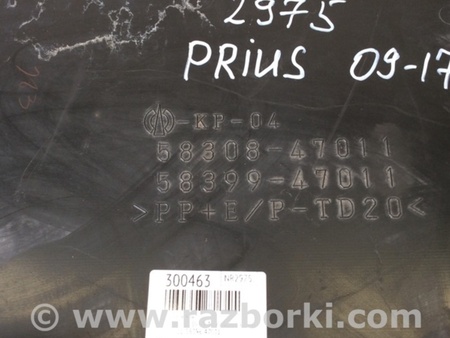 2975
PRIUS 09-17
-KP-04
58308-47011
58399-47011
>PP+E/P-TD20<
300463
© www.razborki.com